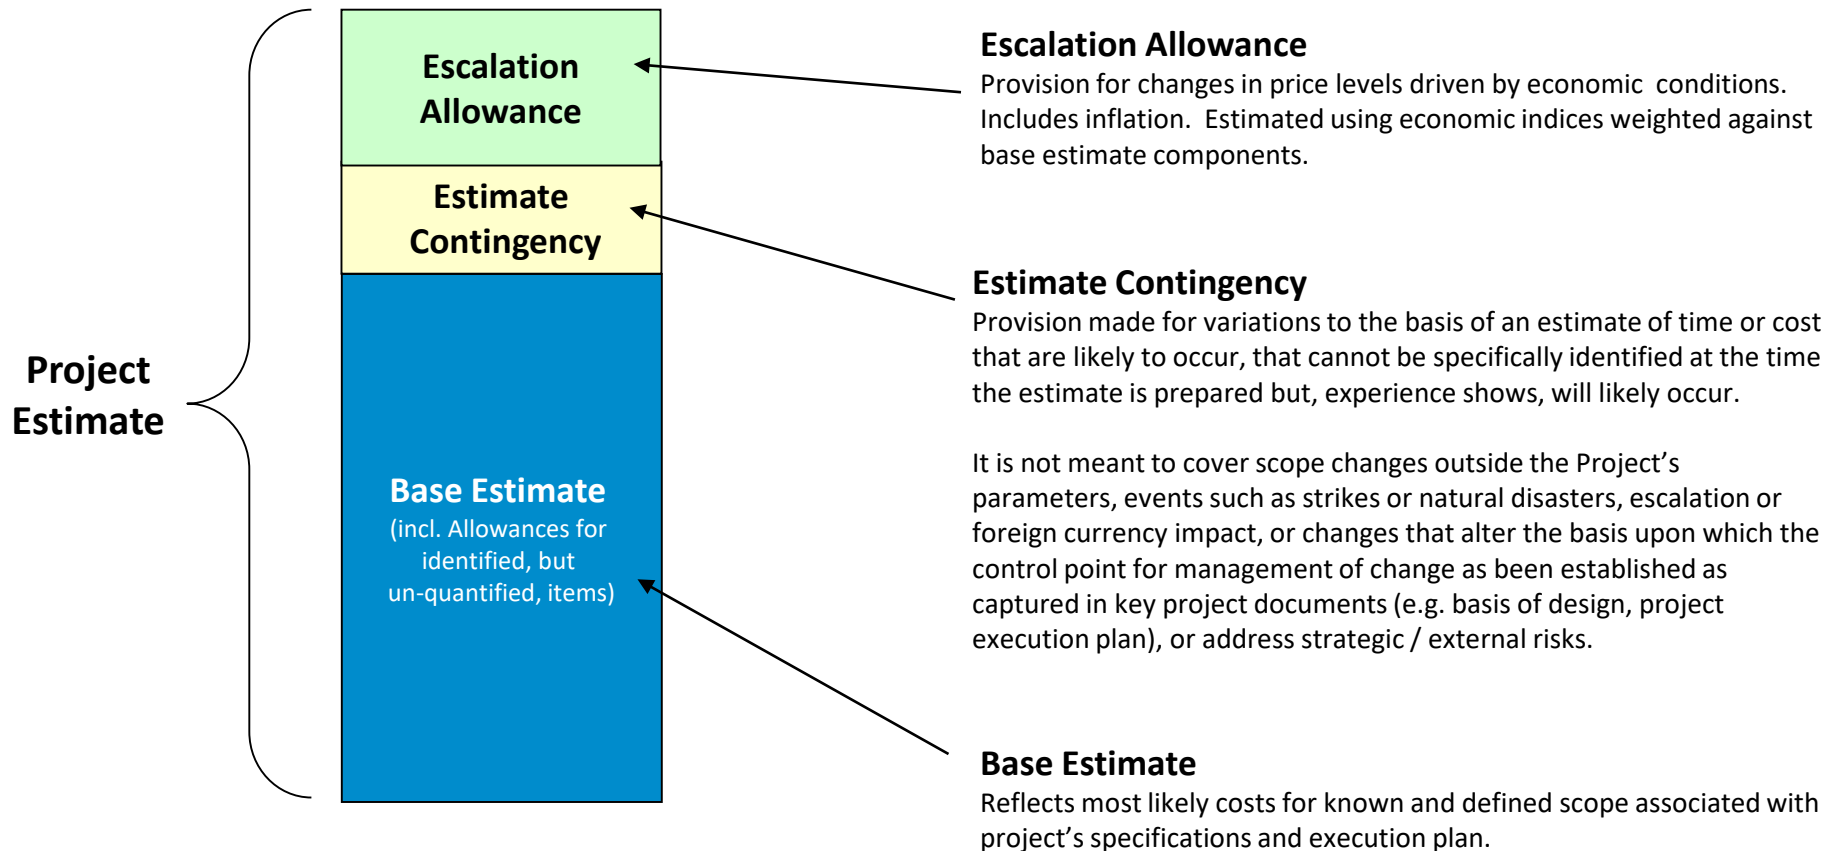 Project
Estimate
Escalation
Allowance
Estimate
Contingency
Base Estimate
(incl. Allowances for
identified, but
un-quantified, items)
Escalation Allowance
Provision for changes in price levels driven by economic  conditions.
Includes inflation.  Estimated using economic indices weighted against
base estimate components.
Estimate Contingency
Provision made for variations to the basis of an estimate of time or cost
that are likely to occur, that cannot be specifically identified at the time
the estimate is prepared but, experience shows, will likely occur.
It is not meant to cover scope changes outside the Project’s
parameters, events such as strikes or natural disasters, escalation or
foreign currency impact, or changes that alter the basis upon which the
control point for management of change as been established as
captured in key project documents (e.g. basis of design, project
execution plan), or address strategic / external risks.
Base Estimate
Reflects most likely costs for known and defined scope associated with
project’s specifications and execution plan.